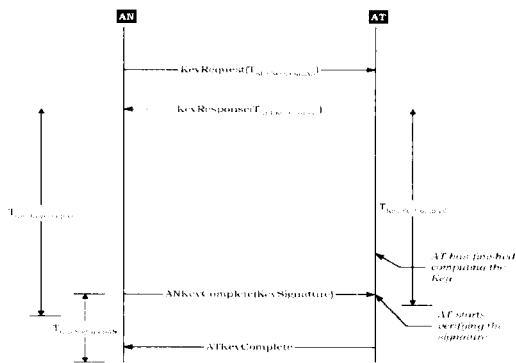 AN AT
KeyRequest(T
KeyResponse(T
T
T
AT has finished
computing the
Key
ANKeyComplete(KeySignature)
AT starts
verifying the
signature
T
ATKeyComplete